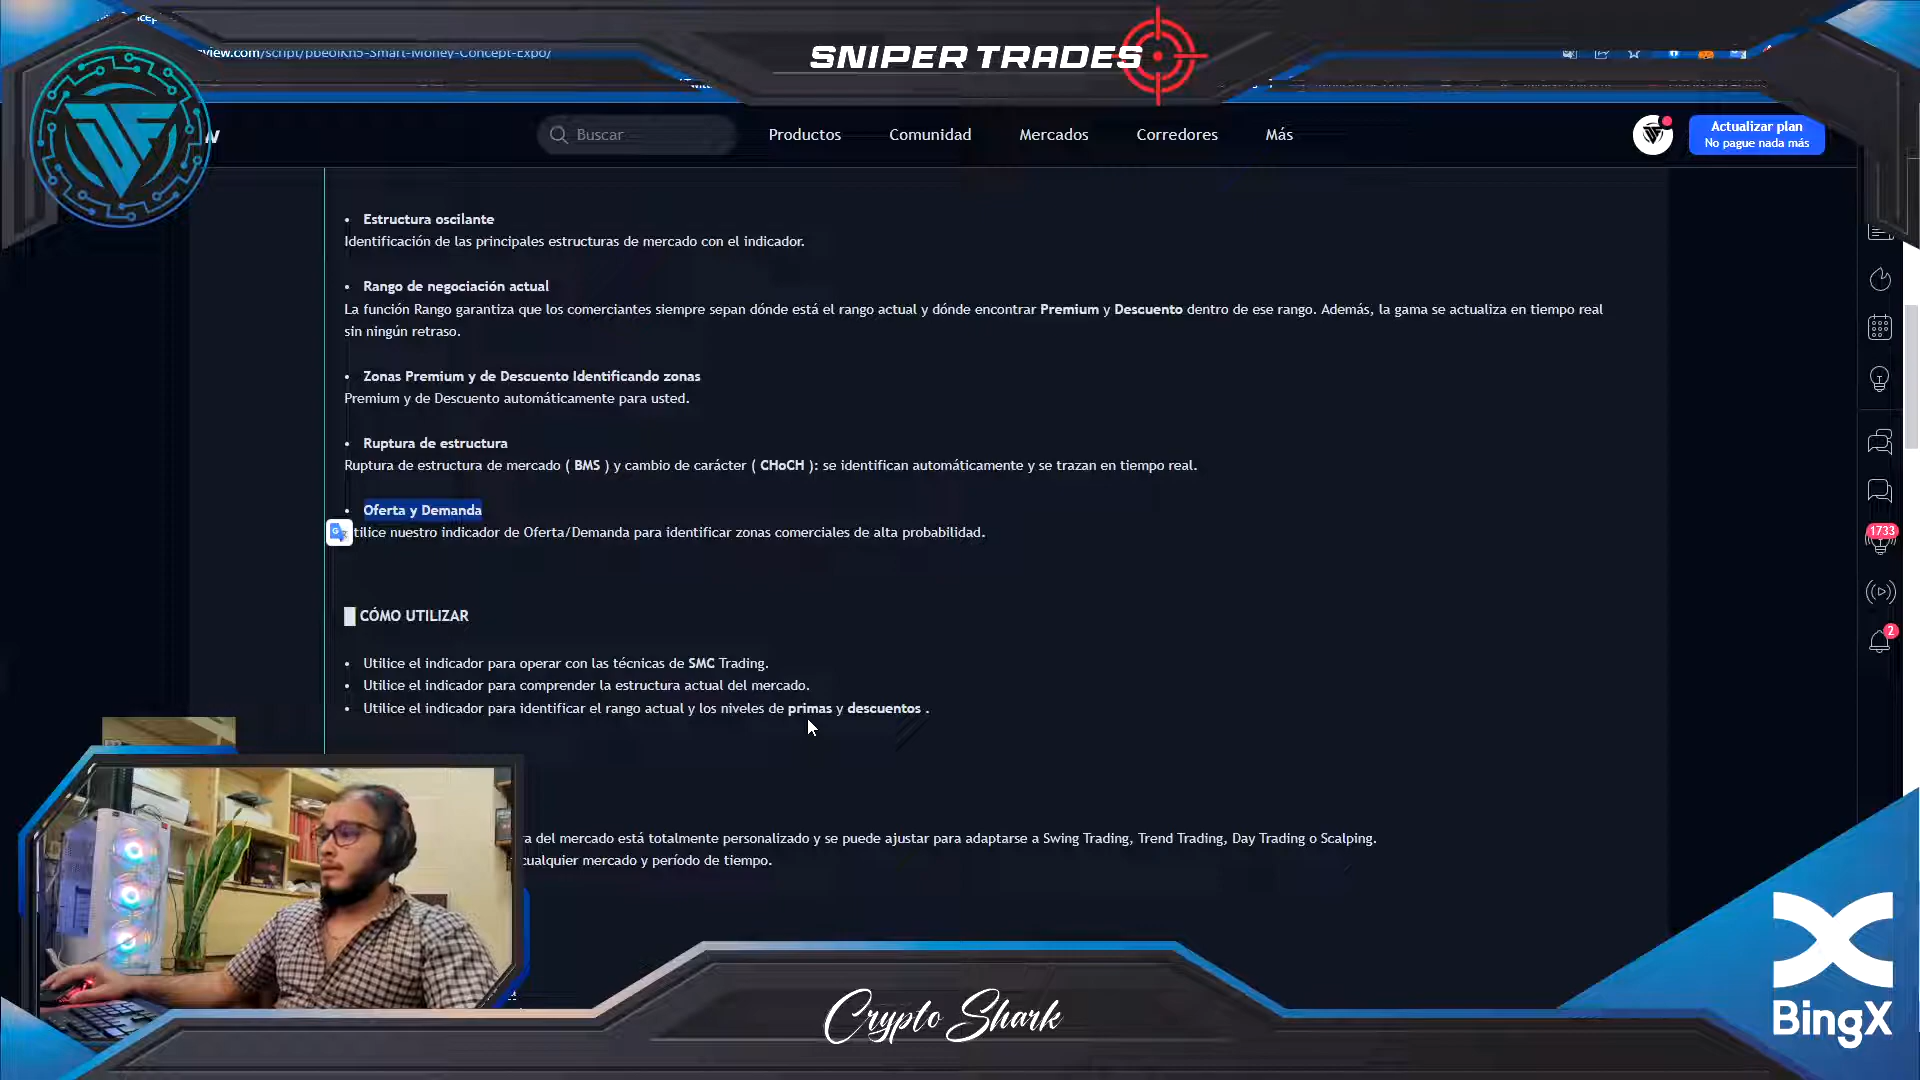 SNIPER TRADES
view.com/script/pbeolKn5-Smart-Money-Concept-Expo/
Buscar
Productos
Comunidad
Mercados
Corredores
Más
Actualizar plan
No pague nada más
• Estructura oscilante
Identificación de las principales estructuras de mercado con el indicador.
• Rango de negociación actual
La función Rango garantiza que los comerciantes siempre sepan dónde está el rango actual y dónde encontrar Premium y Descuento dentro de ese rango. Además, la gama se actualiza en tiempo real
sin ningún retraso.
• Zonas Premium y de Descuento Identificando zonas
Premium y de Descuento automáticamente para usted.
• Ruptura de estructura
Ruptura de estructura de mercado ( BMS ) y cambio de carácter ( CHoCH ): se identifican automáticamente y se trazan en tiempo real.
• Oferta y Demanda
tilice nuestro indicador de Oferta/Demanda para identificar zonas comerciales de alta probabilidad.
1733
CÓMO UTILIZAR
2
• Utilice el indicador para operar con las técnicas de SMC Trading.
• Utilice el indicador para comprender la estructura actual del mercado.
• Utilice el indicador para identificar el rango actual y los niveles de primas y descuentos .
ra del mercado está totalmente personalizado y se puede ajustar para adaptarse a Swing Trading, Trend Trading, Day Trading o Scalping.
cualquier mercado y período de tiempo.
Crypto Shark
BingX